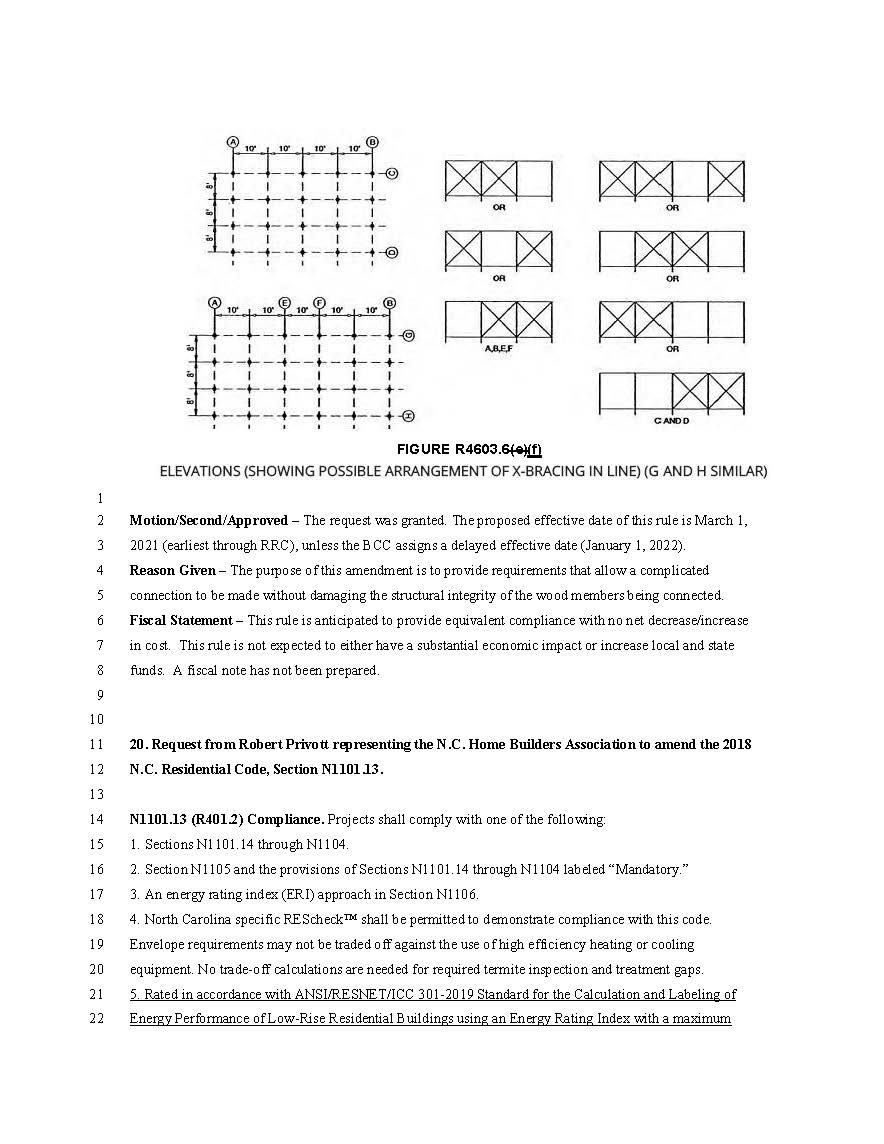 A B
10' 10' 10' 10'
C
8'
8'
8'
D
OR
OR
OR
OR
A,B,E,F
OR
C AND D
A E F B
10' 10' 10' 10' 10'
G
8'
8'
8'
H
FIGURE R4603.6(e)(f)
ELEVATIONS (SHOWING POSSIBLE ARRANGEMENT OF X-BRACING IN LINE) (G AND H SIMILAR)
1
2 Motion/Second/Approved – The request was granted. The proposed effective date of this rule is March 1,
3 2021 (earliest through RRC), unless the BCC assigns a delayed effective date (January 1, 2022).
4 Reason Given – The purpose of this amendment is to provide requirements that allow a complicated
5 connection to be made without damaging the structural integrity of the wood members being connected.
6 Fiscal Statement – This rule is anticipated to provide equivalent compliance with no net decrease/increase
7 in cost. This rule is not expected to either have a substantial economic impact or increase local and state
8 funds. A fiscal note has not been prepared.
9
10
11 20. Request from Robert Privott representing the N.C. Home Builders Association to amend the 2018
12 N.C. Residential Code, Section N1101.13.
13
14 N1101.13 (R401.2) Compliance. Projects shall comply with one of the following:
15 1. Sections N1101.14 through N1104.
16 2. Section N1105 and the provisions of Sections N1101.14 through N1104 labeled “Mandatory.”
17 3. An energy rating index (ERI) approach in Section N1106.
18 4. North Carolina specific REScheck™ shall be permitted to demonstrate compliance with this code.
19 Envelope requirements may not be traded off against the use of high efficiency heating or cooling
20 equipment. No trade-off calculations are needed for required termite inspection and treatment gaps.
21 5. Rated in accordance with ANSI/RESNET/ICC 301-2019 Standard for the Calculation and Labeling of
22 Energy Performance of Low-Rise Residential Buildings using an Energy Rating Index with a maximum